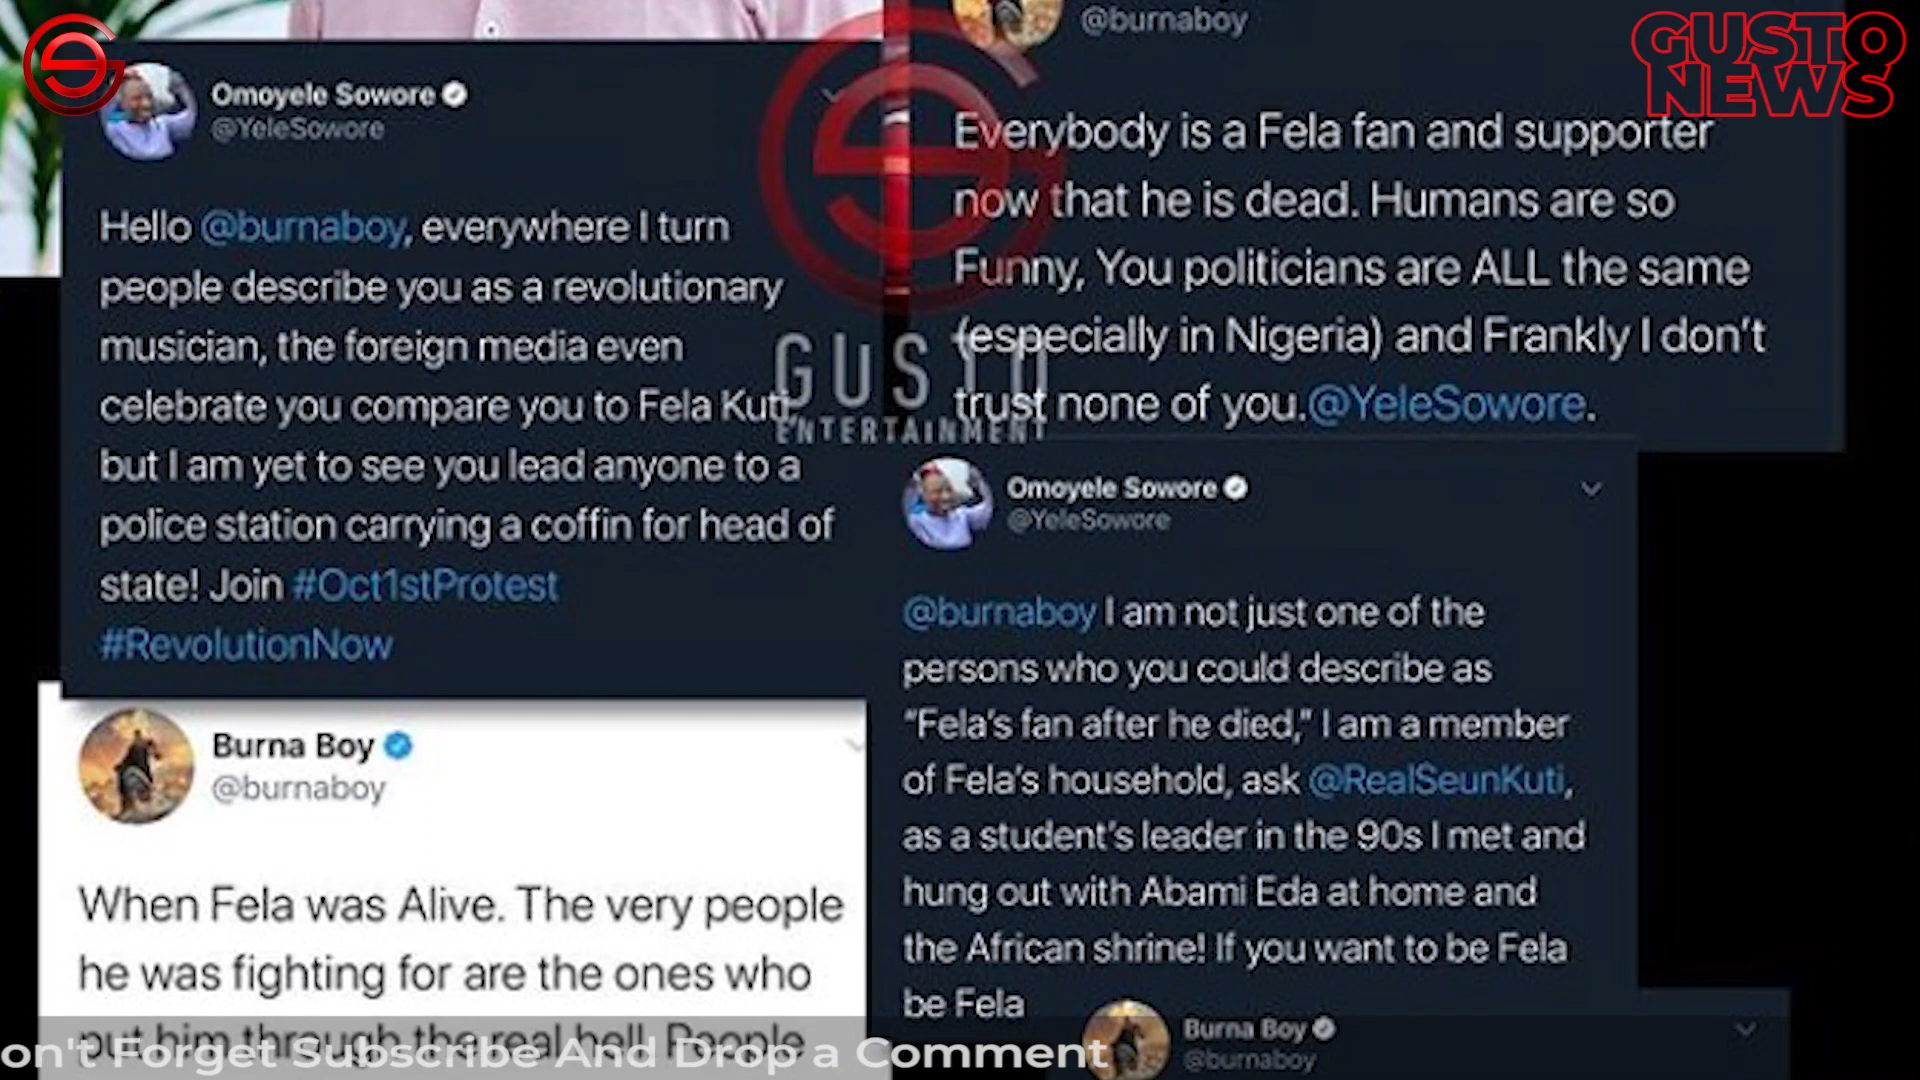 GUSTO
NEWS
Omoyele Sowore
@YeleSowore
Hello @burnaboy, everywhere I turn
people describe you as a revolutionary
musician, the foreign media even
celebrate you compare you to Fela Kuti,
but I am yet to see you lead anyone to a
police station carrying a coffin for head of
state! Join #Oct1stProtest
#RevolutionNow
Burna Boy
@burnaboy
When Fela was Alive. The very people
he was fighting for are the ones who
put him through the real hell. People
@burnaboy
Everybody is a Fela fan and supporter
now that he is dead. Humans are so
Funny, You politicians are ALL the same
(especially in Nigeria) and Frankly I don't
trust none of you.@YeleSowore.
GUSTO
ENTERTAINMENT
Omoyele Sowore
@YeleSowore
@burnaboy I am not just one of the
persons who you could describe as
“Fela's fan after he died,” I am a member
of Fela's household, ask @RealSeunKuti,
as a student's leader in the 90s I met and
hung out with Abami Eda at home and
the African shrine! If you want to be Fela
be Fela
Burna Boy
@burnaboy
on't Forget Subscribe And Drop a Comment